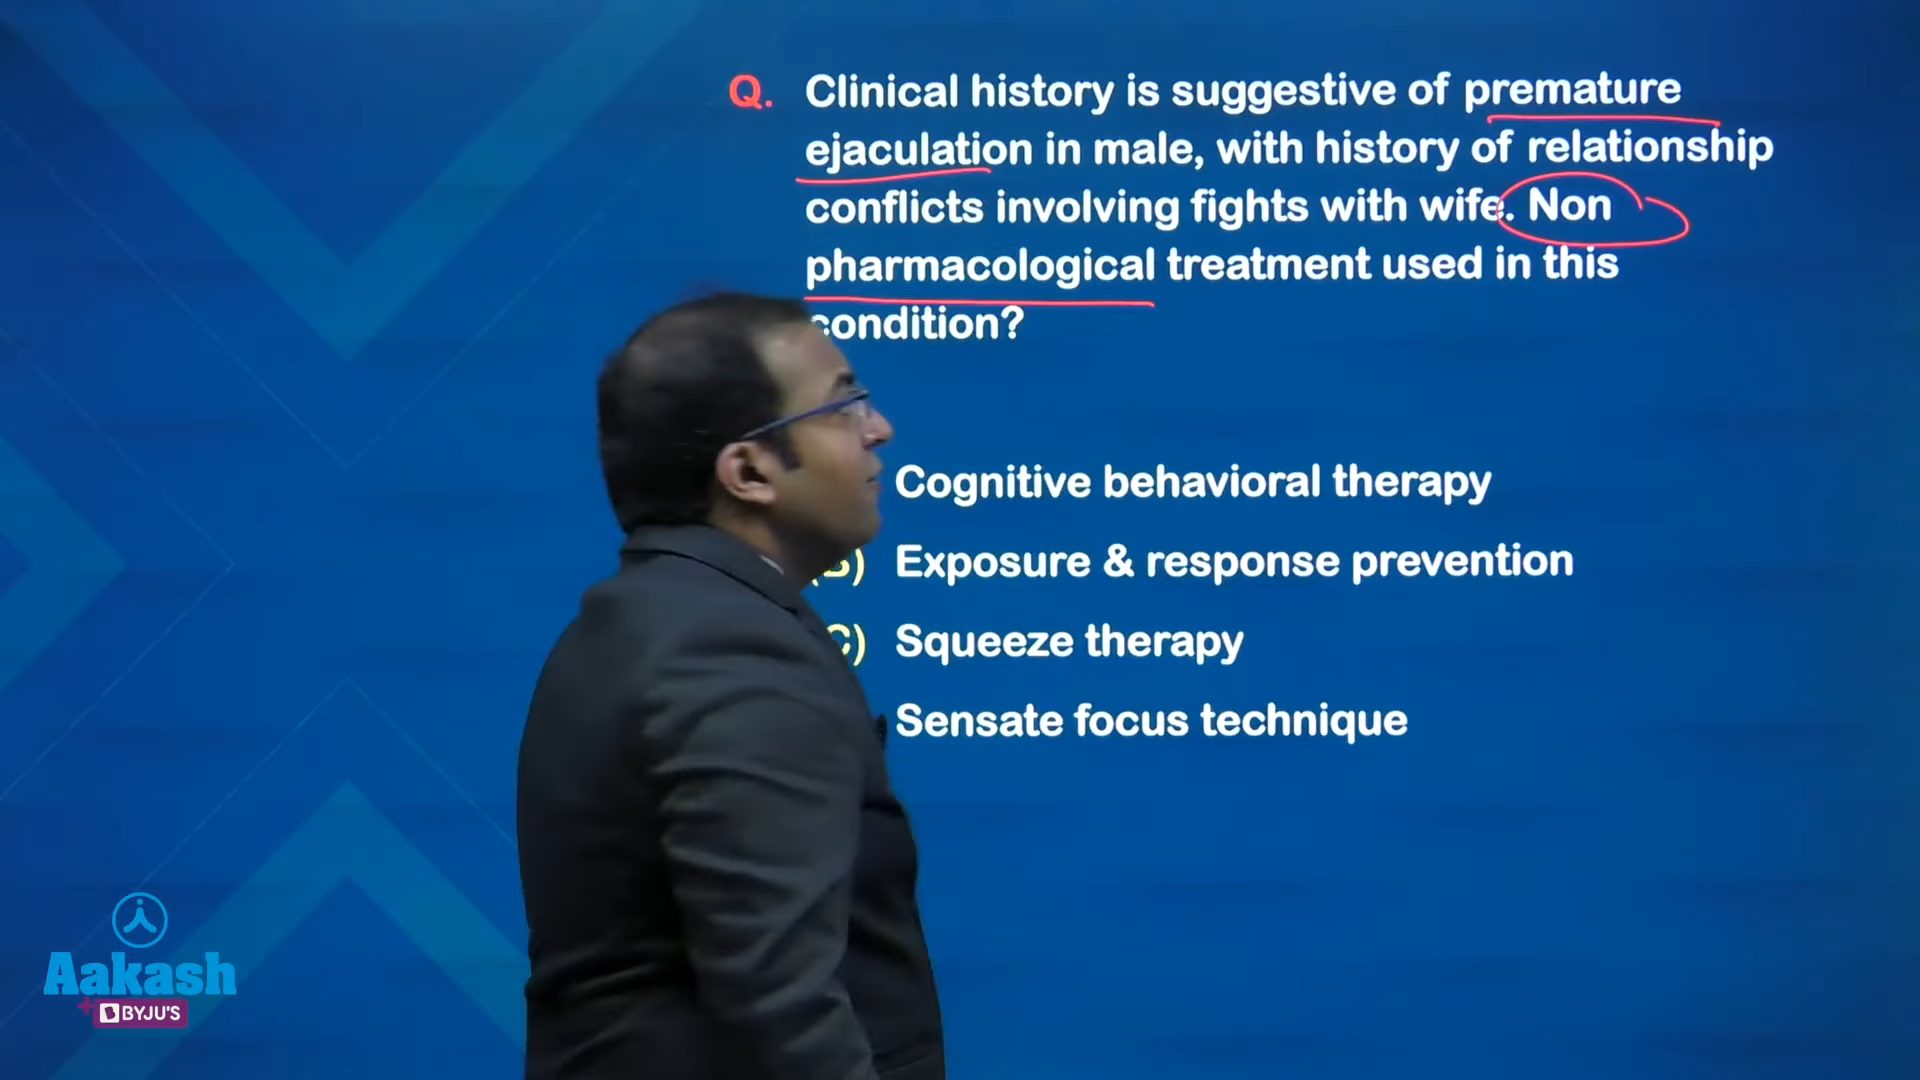 Q. Clinical history is suggestive of premature
ejaculation in male, with history of relationship
conflicts involving fights with wife. Non
pharmacological treatment used in this
condition?
Cognitive behavioral therapy
(B) Exposure & response prevention
(C) Squeeze therapy
Sensate focus technique
Aakash
+ BYJU'S